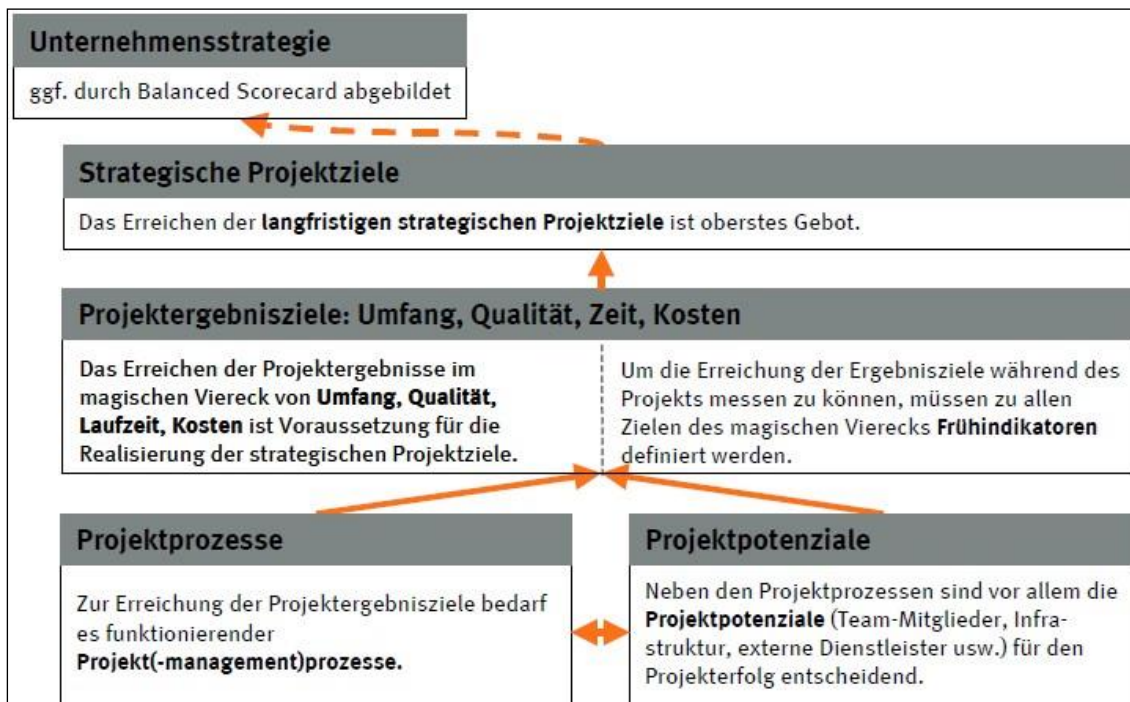 Unternehmensstrategie
ggf. durch Balanced Scorecard abgebildet
Strategische Projektziele
Das Erreichen der langfristigen strategischen Projektziele ist oberstes Gebot.
Projektergebnisziele: Umfang, Qualität, Zeit, Kosten
Das Erreichen der Projektergebnisse im
magischen Viereck von Umfang, Qualität,
Laufzeit, Kosten ist Voraussetzung für die
Realisierung der strategischen Projektziele.
Um die Erreichung der Ergebnisziele während des
Projekts messen zu können, müssen zu allen
Zielen des magischen Vierecks Frühindikatoren
definiert werden.
Projektprozesse
Zur Erreichung der Projektergebnisziele bedarf
es funktionierender
Projekt(-management)prozesse.
Projektpotenziale
Neben den Projektprozessen sind vor allem die
Projektpotenziale (Team-Mitglieder, Infra-
struktur, externe Dienstleister usw.) für den
Projekterfolg entscheidend.